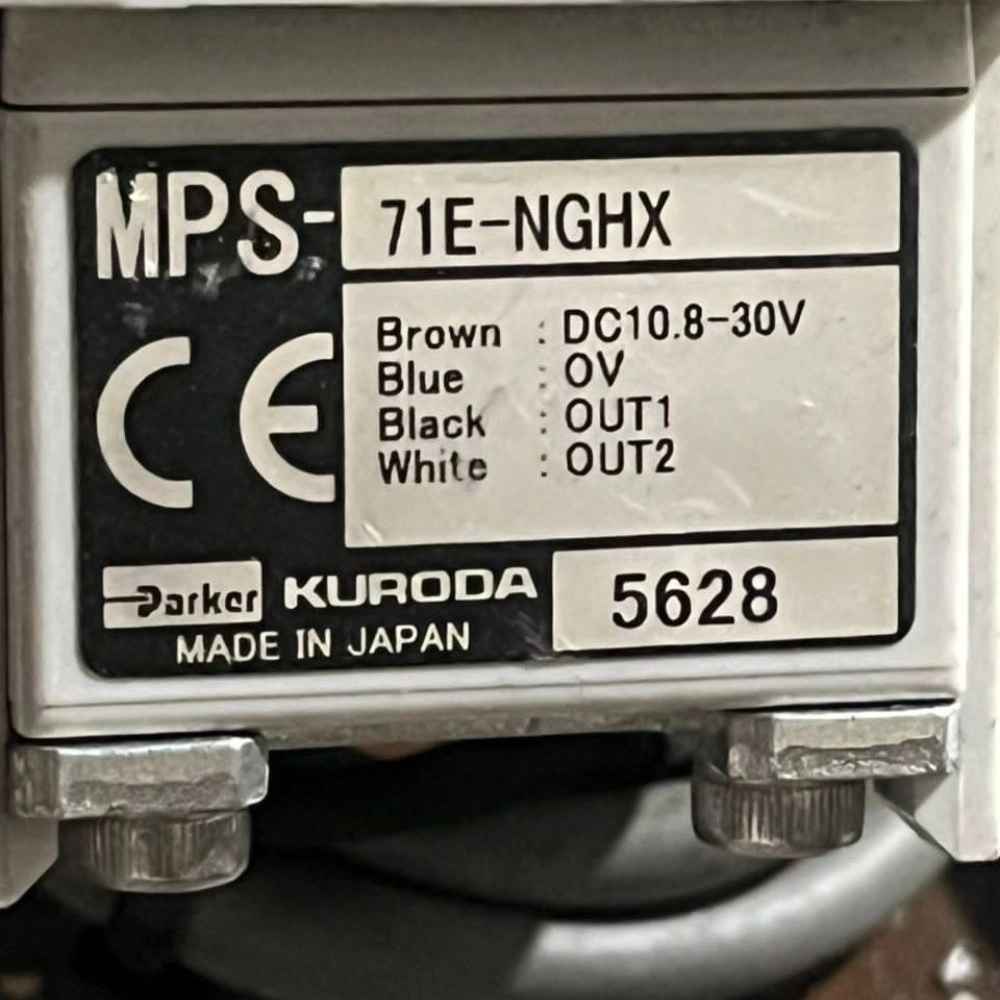 MPS- 71E-NGHX
Brown : DC10.8-30V
Blue : 0V
Black : OUT1
White : OUT2
CE
Parker KURODA 5628
MADE IN JAPAN